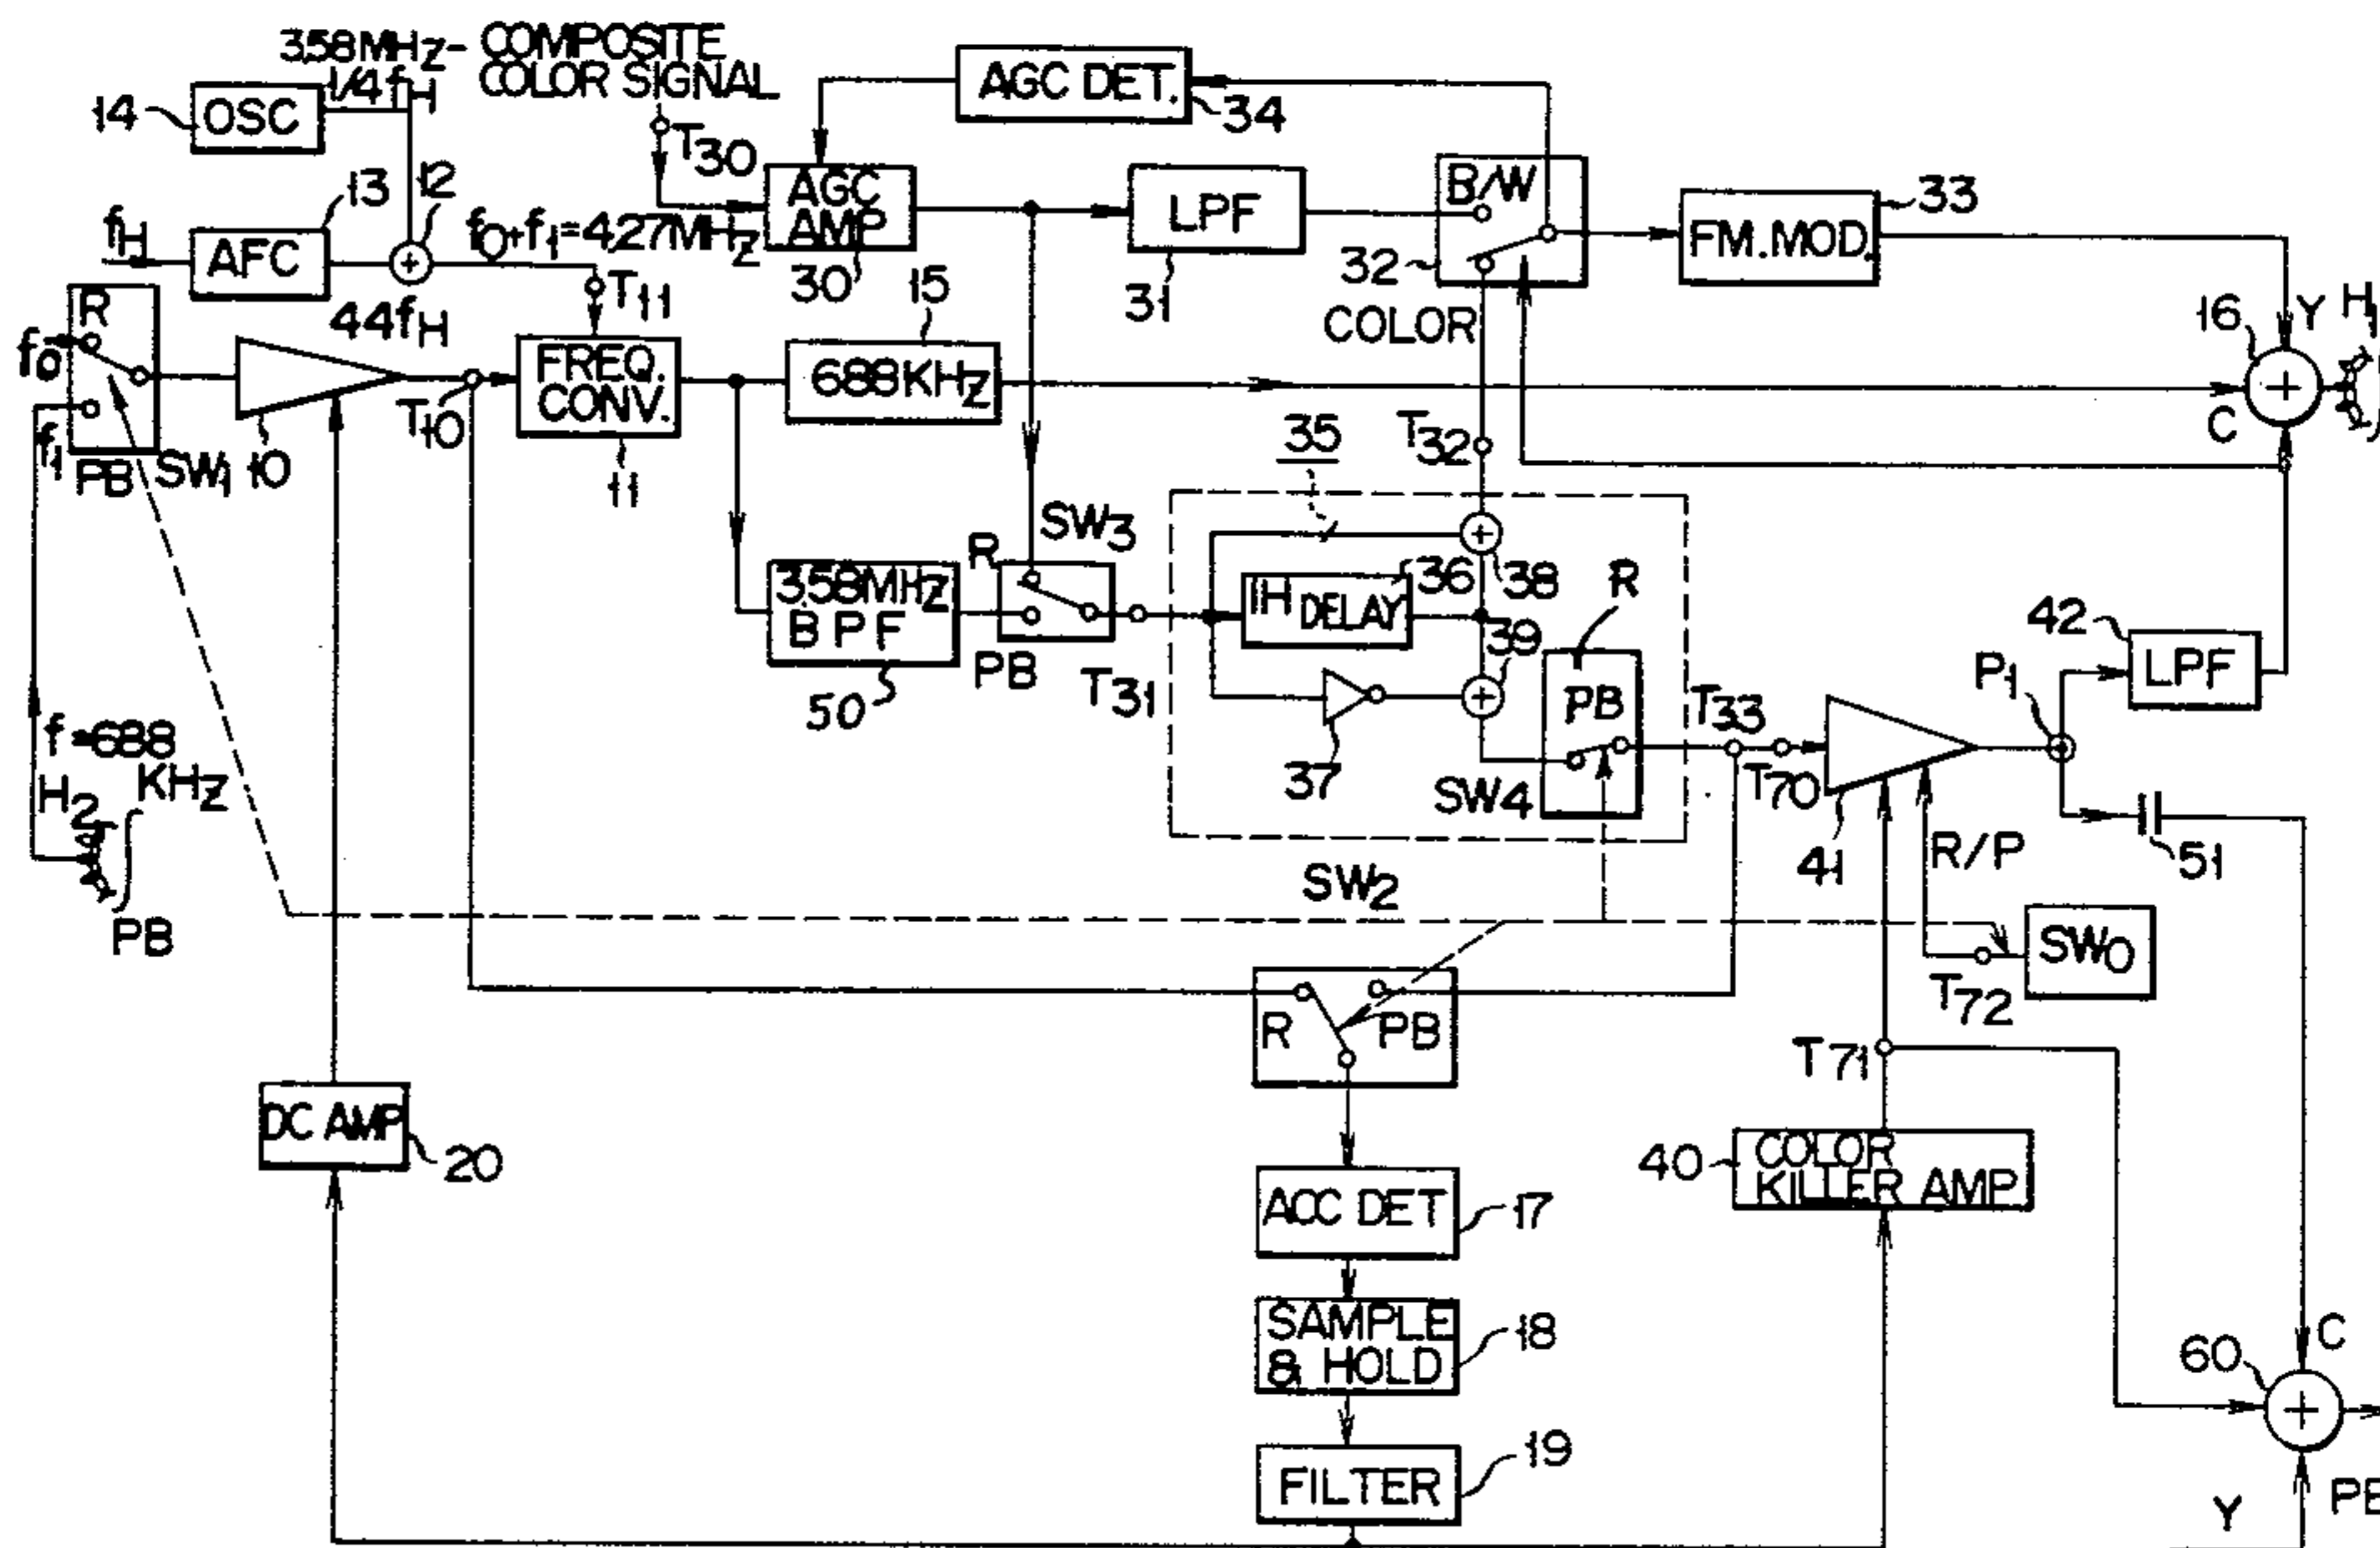 3.58MHz-
1/4fH
COMPOSITE
COLOR SIGNAL
14
OSC
T30
AGC DET.
34
fH
AFC
13
12
f0+f1=4.27MHz
T11
44fH
AGC
AMP
30
LPF
31
B/W
32
COLOR
FM.MOD.
33
16
Y
C
H1
R
f0
f1
PB
SW1
10
T10
FREQ.
CONV.
11
15
688KHz
T32
35
SW3
R
3.58MHz
BPF
50
PB
T31
1H DELAY
36
38
39
37
R
PB
SW4
T33
T70
41
P1
42
LPF
51
f=688
KHz
H2
PB
SW2
R/P
SW0
T72
R
PB
T71
DC AMP
20
ACC DET
17
40
COLOR
KILLER AMP
SAMPLE
& HOLD
18
FILTER
19
60
C
Y
PB